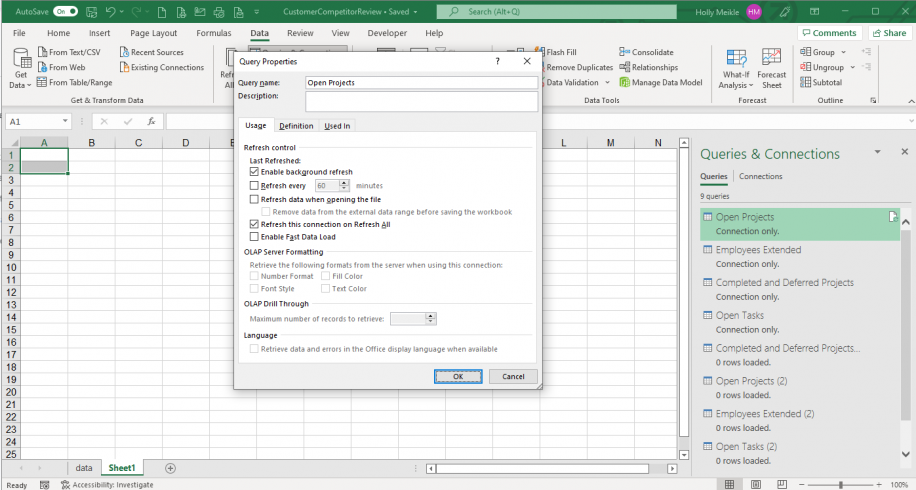 AutoSave On CustomerCompetitorReview • Saved Search (Alt+Q) Holly Meikle HM
File Home Insert Page Layout Formulas Data Review View Developer Help Comments Share
Get Data
From Text/CSV
From Web
From Table/Range
Recent Sources
Existing Connections
Get & Transform Data
Refr
All
Flash Fill
Remove Duplicates
Data Validation
Consolidate
Relationships
Manage Data Model
Data Tools
What-If Analysis
Forecast Sheet
Forecast
Group
Ungroup
Subtotal
Outline
A1
fx
A B C D E L M N
1
2
3
4
5
6
7
8
9
10
11
12
13
14
15
16
17
18
19
20
21
22
23
24
25
Query Properties ?
Query name: Open Projects
Description:
Usage Definition Used In
Refresh control
Last Refreshed:
Enable background refresh
Refresh every 60 minutes
Refresh data when opening the file
Remove data from the external data range before saving the workbook
Refresh this connection on Refresh All
Enable Fast Data Load
OLAP Server Formatting
Retrieve the following formats from the server when using this connection:
Number Format Fill Color
Font Style Text Color
OLAP Drill Through
Maximum number of records to retrieve:
Language
Retrieve data and errors in the Office display language when available
OK Cancel
Queries & Connections
Queries Connections
9 queries
Open Projects
Connection only.
Employees Extended
Connection only.
Completed and Deferred Projects
Connection only.
Open Tasks
Connection only.
Completed and Deferred Projects...
0 rows loaded.
Open Projects (2)
0 rows loaded.
Employees Extended (2)
0 rows loaded.
Open Tasks (2)
0 rows loaded.
data Sheet1
Ready Accessibility: Investigate 100%